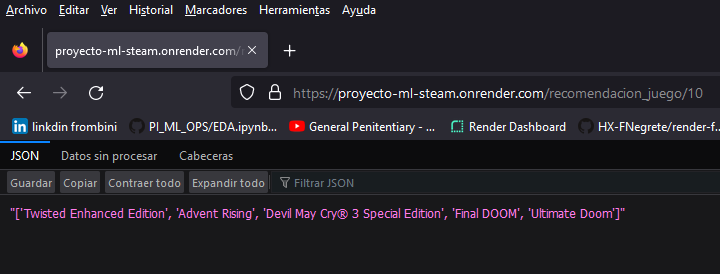 Archivo Editar Ver Historial Marcadores Herramientas Ayuda
proyecto-ml-steam.onrender.com/
https://proyecto-ml-steam.onrender.com/recomendacion_juego/10
linkdin frombini PI_ML_OPS/EDA.ipynb... General Penitentiary - ... Render Dashboard HX-FNegrete/render-f...
JSON Datos sin procesar Cabeceras
Guardar Copiar Contraer todo Expandir todo Filtrar JSON
"['Twisted Enhanced Edition', 'Advent Rising', 'Devil May Cry® 3 Special Edition', 'Final DOOM', 'Ultimate Doom']"